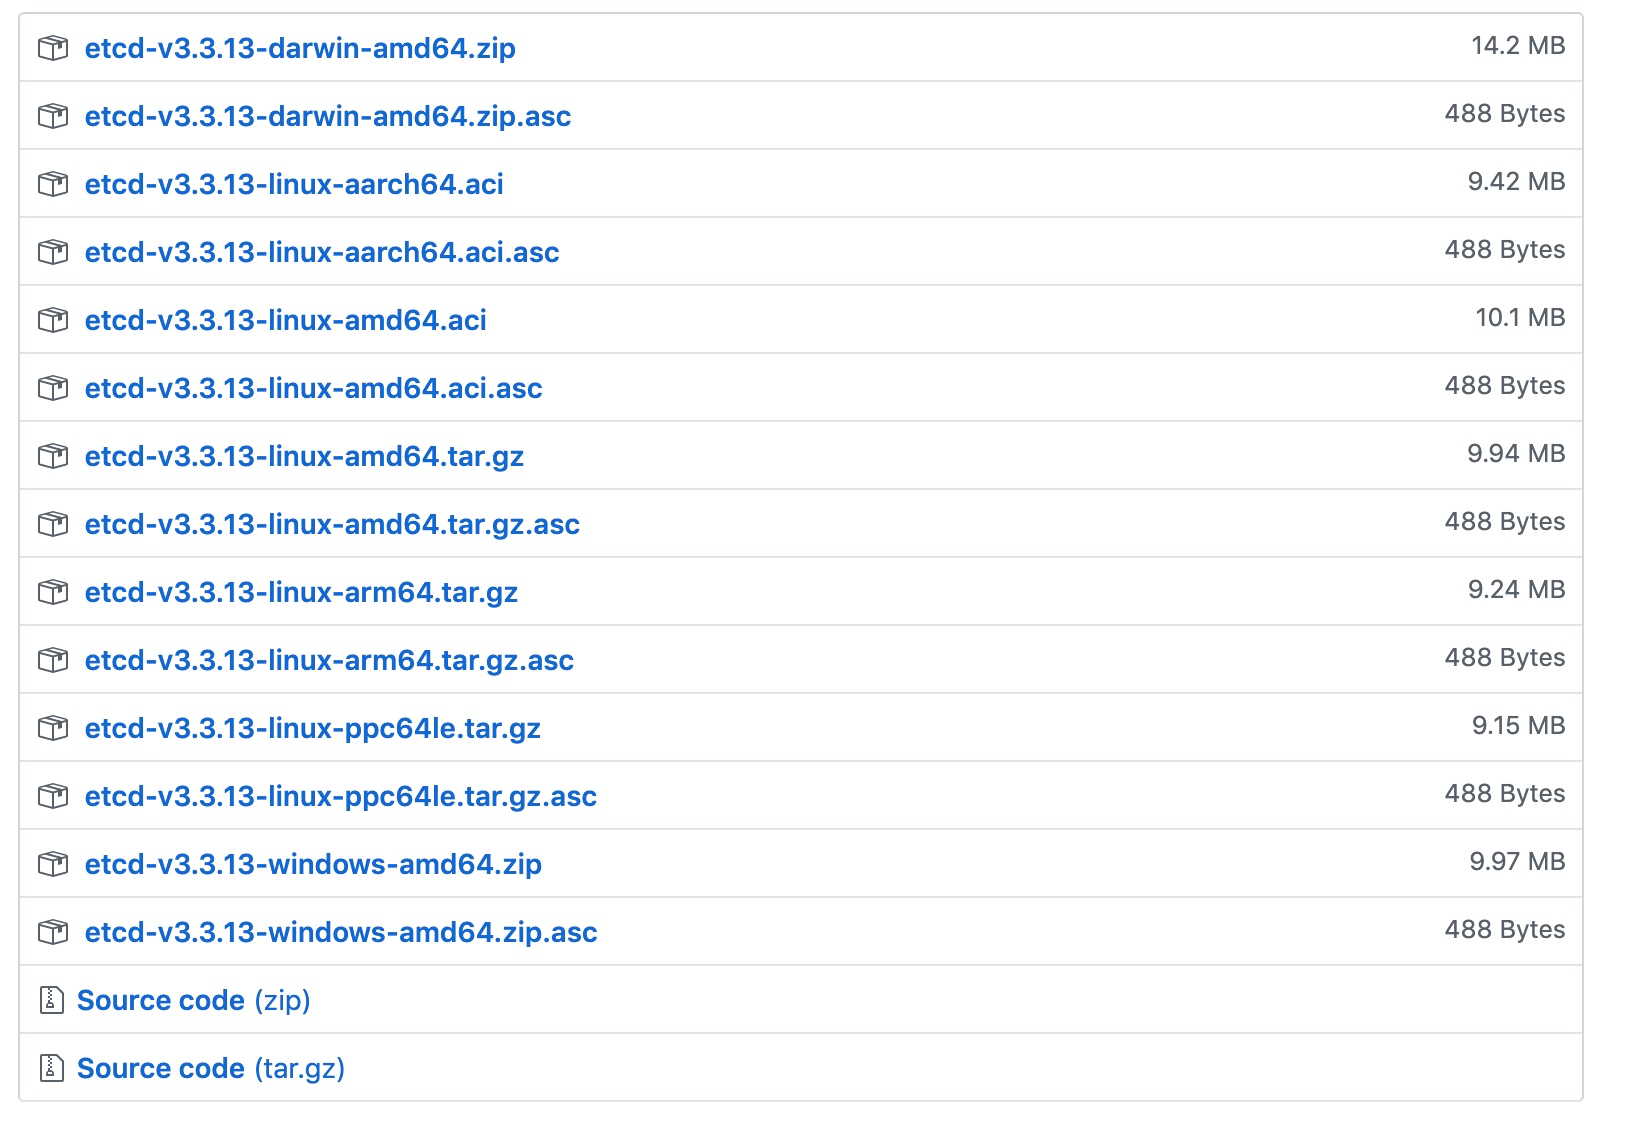 etcd-v3.3.13-darwin-amd64.zip 14.2 MB
etcd-v3.3.13-darwin-amd64.zip.asc 488 Bytes
etcd-v3.3.13-linux-aarch64.aci 9.42 MB
etcd-v3.3.13-linux-aarch64.aci.asc 488 Bytes
etcd-v3.3.13-linux-amd64.aci 10.1 MB
etcd-v3.3.13-linux-amd64.aci.asc 488 Bytes
etcd-v3.3.13-linux-amd64.tar.gz 9.94 MB
etcd-v3.3.13-linux-amd64.tar.gz.asc 488 Bytes
etcd-v3.3.13-linux-arm64.tar.gz 9.24 MB
etcd-v3.3.13-linux-arm64.tar.gz.asc 488 Bytes
etcd-v3.3.13-linux-ppc64le.tar.gz 9.15 MB
etcd-v3.3.13-linux-ppc64le.tar.gz.asc 488 Bytes
etcd-v3.3.13-windows-amd64.zip 9.97 MB
etcd-v3.3.13-windows-amd64.zip.asc 488 Bytes
Source code (zip)
Source code (tar.gz)